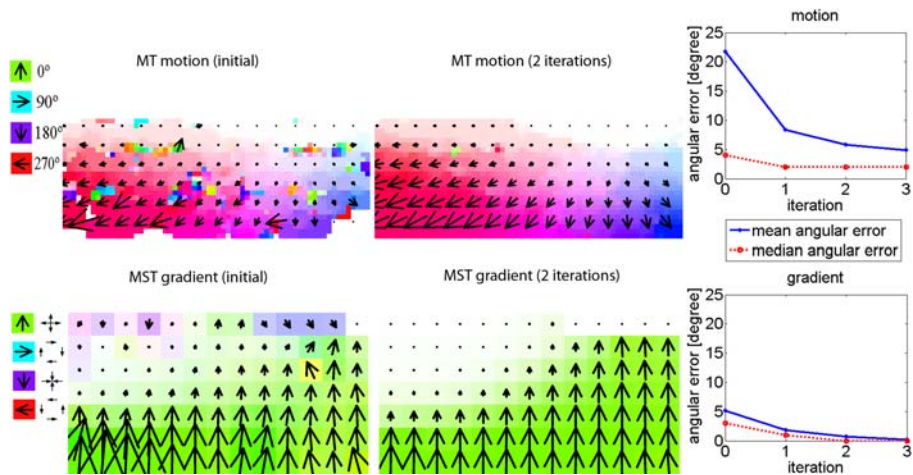 MT motion (initial)
0°
90°
180°
270°
MT motion (2 iterations)
motion
angular error [degree]
25
20
15
10
5
0
0 1 2 3
iteration
mean angular error
median angular error
MST gradient (initial)
MST gradient (2 iterations)
gradient
angular error [degree]
25
20
15
10
5
0
0 1 2 3
iteration